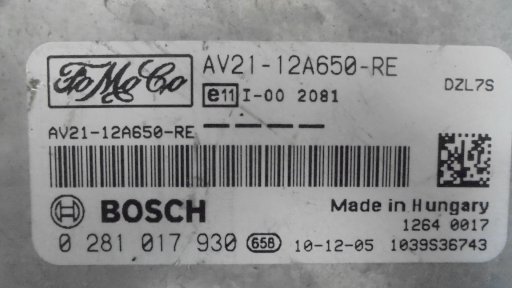 FoMoCo AV21-12A650-RE
e11 I-00 2081 DZL7S
AV21-12A650-RE
BOSCH Made in Hungary
1264 0017
0 281 017 930 658 10-12-05 1039S36743